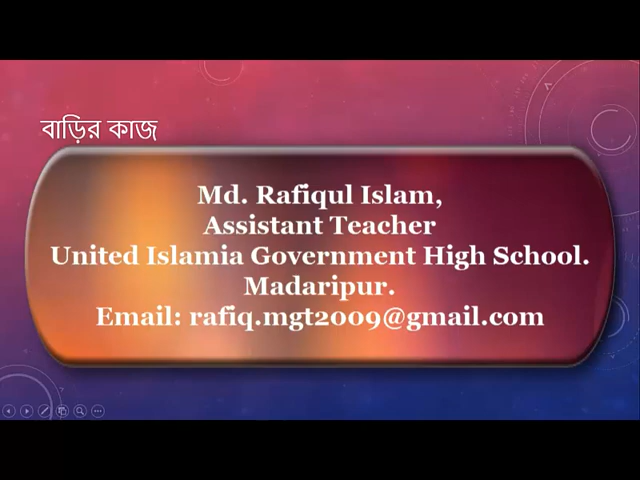 বাড়ির কাজ
Md. Rafiqul Islam,
Assistant Teacher
United Islamia Government High School.
Madaripur.
Email: rafiq.mgt2009@gmail.com